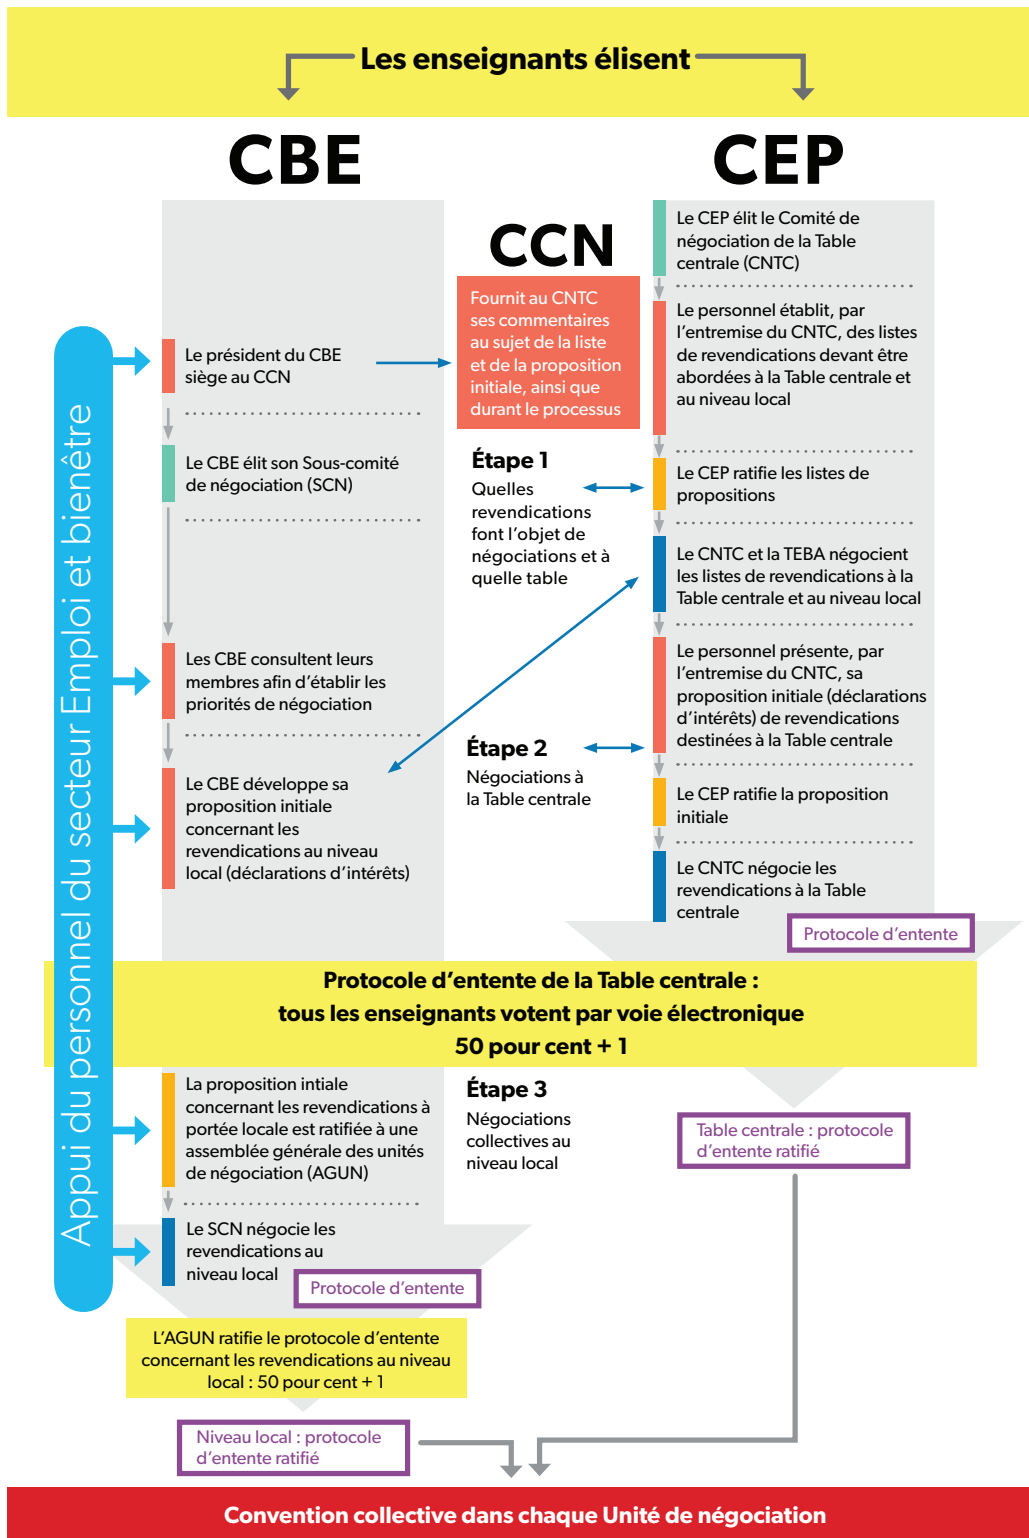 Les enseignants élisent
CBE
CEP
CCN
Appui du personnel du secteur Emploi et bienêtre
Le président du CBE
siège au CCN
Le CBE élit son Sous-comité
de négociation (SCN)
Les CBE consultent leurs
membres afin d'établir les
priorités de négociation
Le CBE développe sa
proposition initiale
concernant les
revendications au niveau
local (déclarations d'intérêts)
Fournit au CNTC
ses commentaires
au sujet de la liste
et de la proposition
initiale, ainsi que
durant le processus
Étape 1
Quelles
revendications
font l'objet de
négociations et à
quelle table
Étape 2
Négociations à
la Table centrale
Le CEP élit le Comité de
négociation de la Table
centrale (CNTC)
Le personnel établit, par
l'entremise du CNTC, des listes
de revendications devant être
abordées à la Table centrale et
au niveau local
Le CEP ratifie les listes de
propositions
Le CNTC et la TEBA négocient
les listes de revendications à la
Table centrale et au niveau local
Le personnel présente, par
l'entremise du CNTC, sa
proposition initiale (déclarations
d'intérêts) de revendications
destinées à la Table centrale
Le CEP ratifie la proposition
initiale
Le CNTC négocie les
revendications à la Table
centrale
Protocole d'entente
Protocole d'entente de la Table centrale :
tous les enseignants votent par voie électronique
50 pour cent + 1
La proposition intiale
concernant les revendications à
portée locale est ratifiée à une
assemblée générale des unités
de négociation (AGUN)
Le SCN négocie les
revendications au
niveau local
Protocole d'entente
Étape 3
Négociations
collectives au
niveau local
Table centrale : protocole
d'entente ratifié
L'AGUN ratifie le protocole d'entente
concernant les revendications au niveau
local : 50 pour cent + 1
Niveau local : protocole
d'entente ratifié
Convention collective dans chaque Unité de négociation